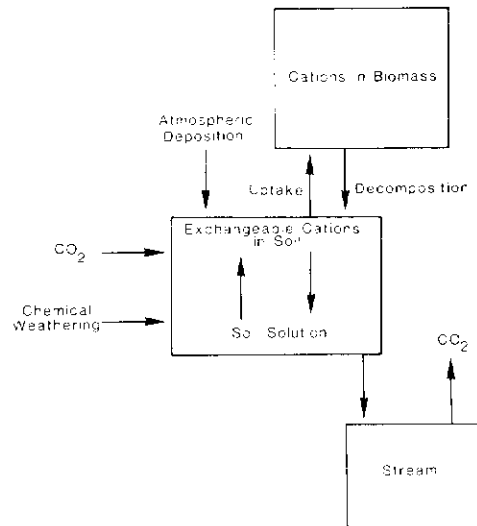 Cations in Biomass
Atmospheric
Deposition
Uptake
Decomposition
Exchangeable Cations
in Soil
CO2
Chemical
Weathering
Soil Solution
CO2
Stream